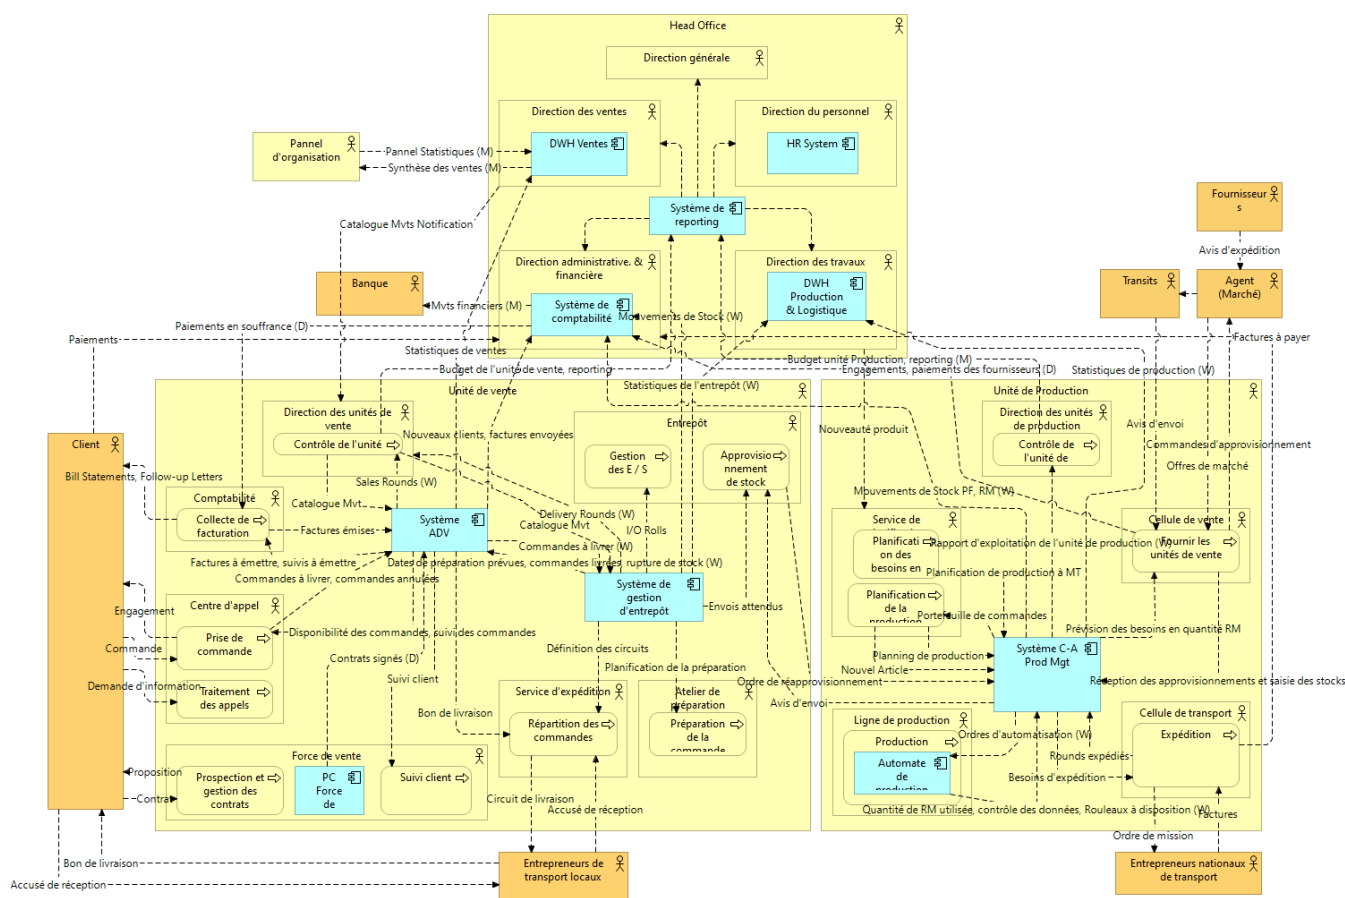 Head Office
Direction générale
Direction des ventes
Direction du personnel
Pannel
d'organisation
Pannel Statistiques (M)
Synthèse des ventes (M)
DWH Ventes
HR System
Fournisseur
s
Système de
reporting
Catalogue Mvts Notification
Avis d'expédition
Direction administrative. &
financière
Direction des travaux
Banque
Mvts financiers (M)
Système de
comptabilité
DWH
Production
& Logistique
Transits
Agent
(Marché)
Mouvements de Stock (W)
Paiements en souffrance (D)
Paiements
Factures à payer
Statistiques de ventes
Budget unité Production, reporting (M)
Budget de l'unité de vente, reporting
Engagements, paiements des fournisseurs (D)
Statistiques de production (W)
Statistiques de l'entrepôt (W)
Unité de vente
Unité de Production
Direction des unités de
vente
Contrôle de l'unité
Entrepôt
Direction des unités
de production
Contrôle de
l'unité de
Nouveauté produit
Avis d'envoi
Client
Nouveaux clients, factures envoyées
Commandes d'approvisionnement
Gestion
des E / S
Approvisio
nnement
de stock
Offres de marché
Bill Statements, Follow-up Letters
Sales Rounds (W)
Mouvements de Stock PF, RM (W)
Comptabilité
Catalogue Mvt
Collecte de
facturation
Factures émises
Système
ADV
Delivery Rounds (W)
Catalogue Mvt
I/O Rolls
Service de
Cellule de vente
Planificati
on des
besoins en
Rapport d'exploitation de l'unité de production (W)
Fournir les
unités de vente
Commandes à livrer (W)
Factures à émettre, suivis à émettre
Dates de préparation prévues, commandes livrées, rupture de stock (W)
Commandes à livrer, commandes annulées
Planification de production à MT
Système de
gestion
d'entrepôt
Planification
de la
production
Engagement
Centre d'appel
Envois attendus
Portefeuille de commandes
Prise de
commande
Disponibilité des commandes, suivi des commandes
Prévision des besoins en quantité RM
Commande
Définition des circuits
Système C-A
Prod Mgt
Contrats signés (D)
Planning de production
Planification de la préparation
Nouvel Article
Suivi client
Demande d'information
Traitement
des appels
Ordre de réapprovisionnement
Réception des approvisionnements et saisie des stocks
Service d'expédition
Atelier de
préparation
Avis d'envoi
Bon de livraison
Répartition des
commandes
Préparation
de la
commande
Ligne de production
Cellule de transport
Production
Ordres d'automatisation (W)
Expédition
Force de vente
Rounds expédiés
Automate
de
production
Proposition
Prospection et
gestion des
contrats
PC
Force
de
Suivi client
Besoins d'expédition
Contrat
Circuit de livraison
Accusé de réception
Quantité de RM utilisée, contrôle des données, Rouleaux à disposition (W)
Factures
Ordre de mission
Bon de livraison
Entrepreneurs de
transport locaux
Entrepreneurs nationaux
de transport
Accusé de réception